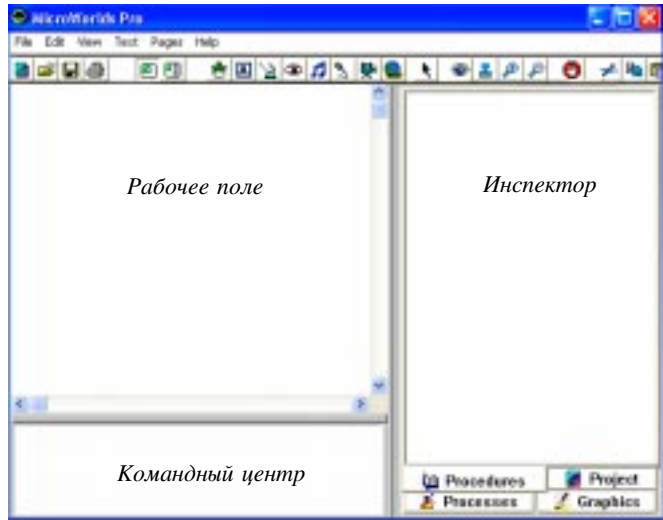 MicroWorlds Pro
File Edit View Text Pages Help
Рабочее поле
Инспектор
Командный центр
Procedures
Project
Processes
Graphics